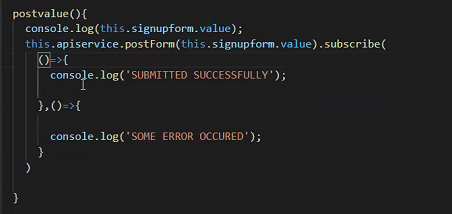 postvalue(){
console.log(this.signupform.value);
this.apiservice.postForm(this.signupform.value).subscribe(
()=>{
console.log('SUBMITTED SUCCESSFULLY');
},()=>{
console.log('SOME ERROR OCCURED');
}
)
}